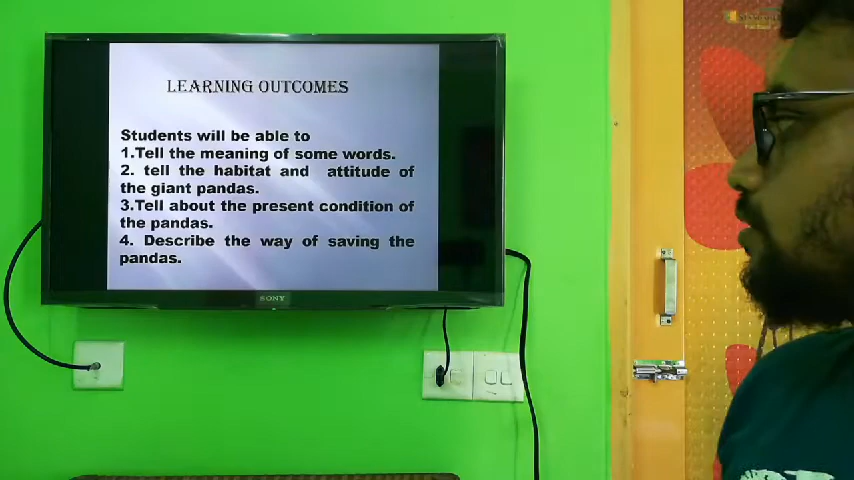 LEARNING OUTCOMES
Students will be able to
1.Tell the meaning of some words.
2. tell the habitat and attitude of
the giant pandas.
3.Tell about the present condition of
the pandas.
4. Describe the way of saving the
pandas.
SONY